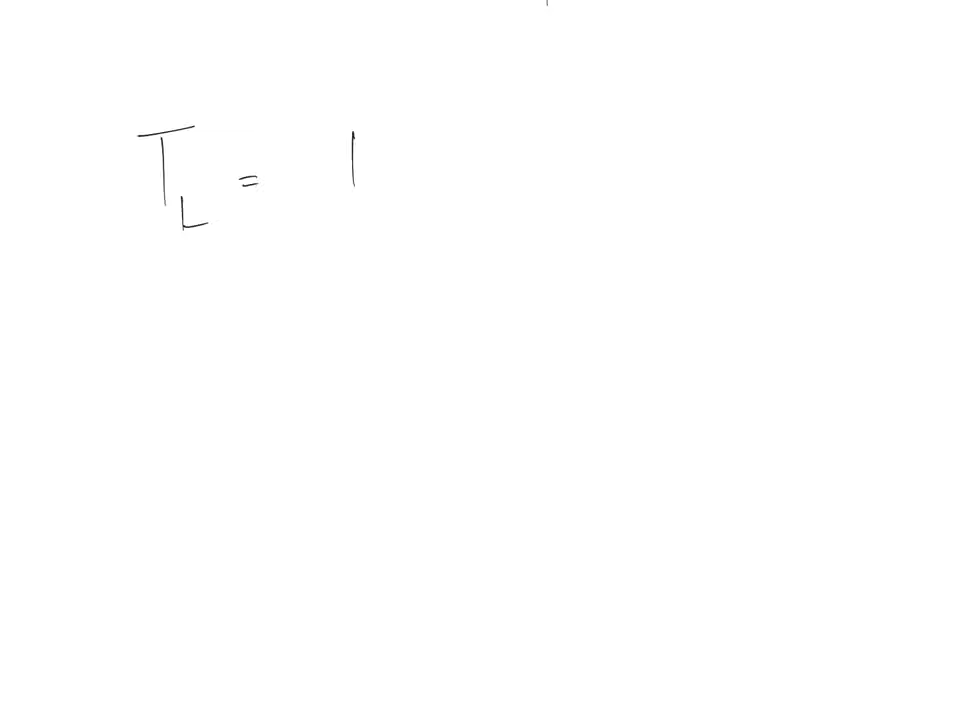 T_L = 1